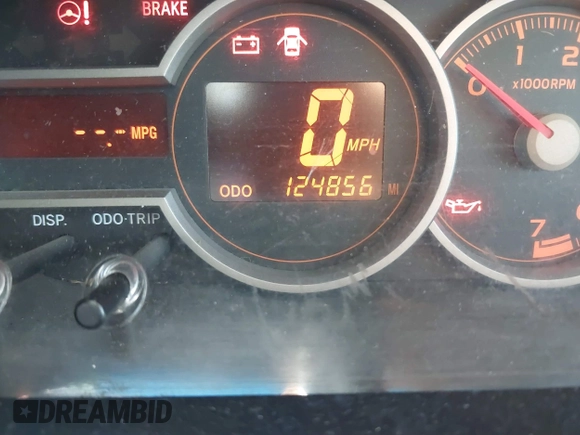 BRAKE
0 1 2
x1000RPM
--.- MPG
0 MPH
ODO 124856 MI
DISP. ODO·TRIP
7
DREAMBID